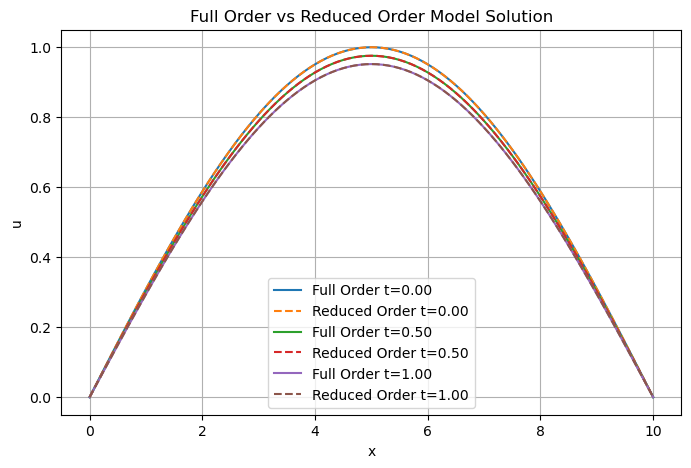 Full Order vs Reduced Order Model Solution
1.0
0.8
0.6
0.4
0.2
0.0
u
Full Order t=0.00
Reduced Order t=0.00
Full Order t=0.50
Reduced Order t=0.50
Full Order t=1.00
Reduced Order t=1.00
0 2 4 6 8 10
x